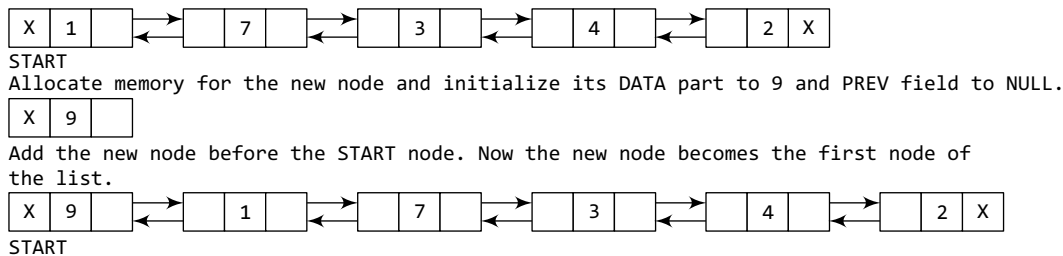 X 1 7 3 4 2 X
START
Allocate memory for the new node and initialize its DATA part to 9 and PREV field to NULL.
X 9
Add the new node before the START node. Now the new node becomes the first node of
the list.
X 9 1 7 3 4 2 X
START